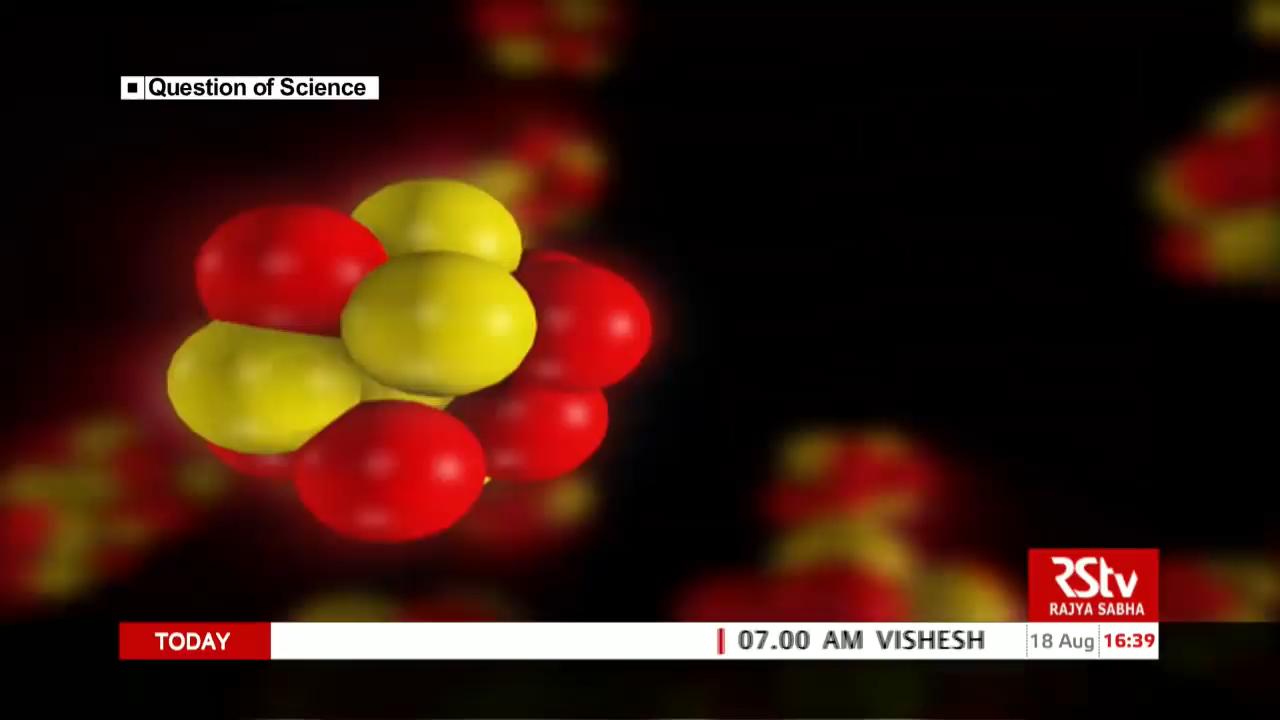 Question of Science
RStv
RAJYA SABHA
TODAY
07.00 AM VISHESH
18 Aug 16:39